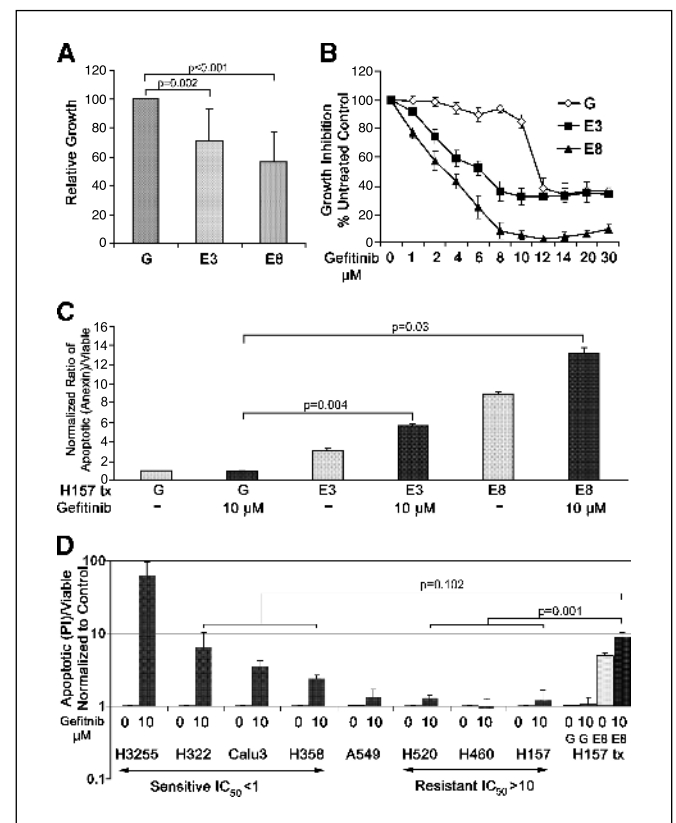 A
p<0.001
p=0.002
120
100
80
60
40
20
0
Relative Growth
G E3 E8
B
120
100
80
60
40
20
0
Growth Inhibition
% Untreated Control
G
E3
E8
Gefitinib 0 1 2 4 6 8 10 12 14 20 30
μM
C
Normalized Ratio of
Apoptotic (Anexin)/Viable
16
14
12
10
8
6
4
2
0
p=0.03
p=0.004
H157 tx G G E3 E3 E8 E8
Gefitinib – 10 μM – 10 μM – 10 μM
D
Apoptotic (PI)/Viable
Normalized to Control
100
10
1
0.1
p=0.102
p=0.001
Gefitinib 0 10 0 10 0 10 0 10 0 10 0 10 0 10 0 10 0 10 0 10
μM G G E8 E8
H3255 H322 Calu3 H358 A549 H520 H460 H157 H157 tx
Sensitive IC50 <1 Resistant IC50 >10